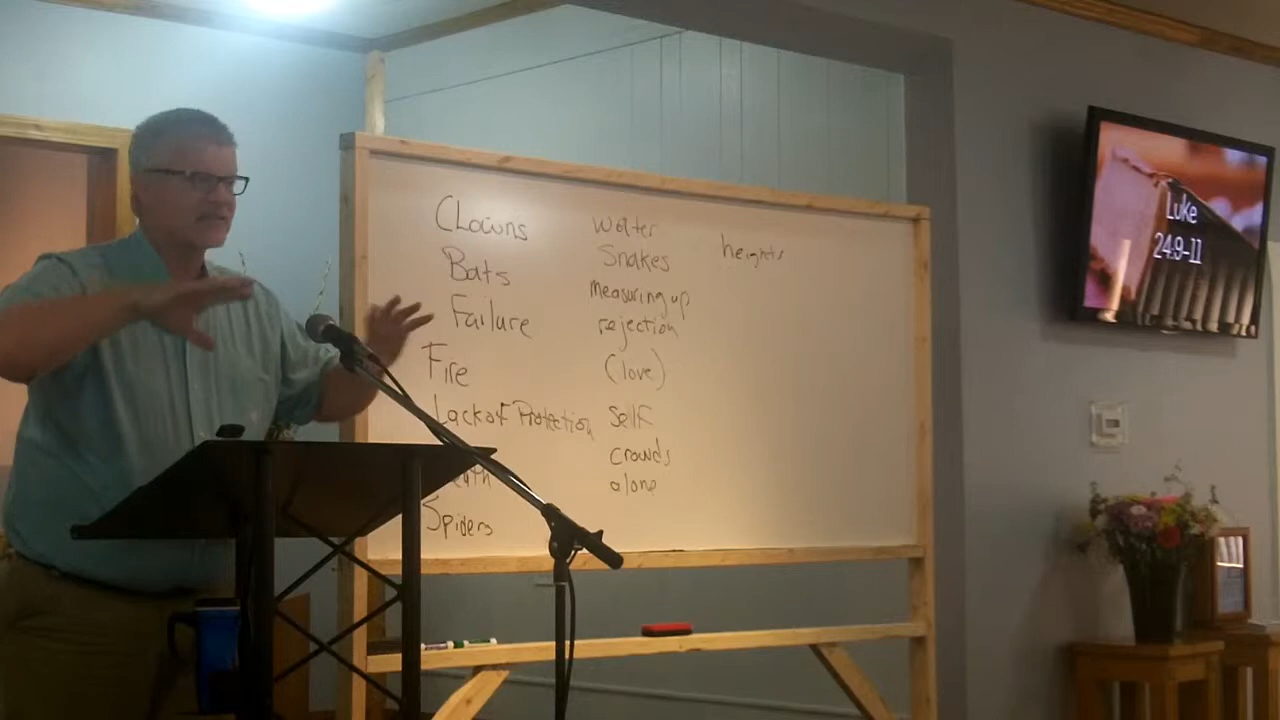 Clowns
Bats
Failure
Fire
Lack of Protection
Spiders
water
Snakes
measuring up
rejection
(love)
self
crowds
alone
heights
Luke
24:9-11